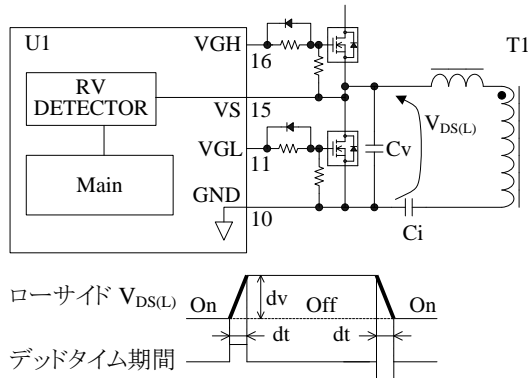 U1
VGH
16
T1
RV
DETECTOR
VS
15
VDS(L)
VGL
11
Cv
Main
GND
10
Ci
ローサイド VDS(L)
On
dv
Off
On
dt
dt
デッドタイム期間